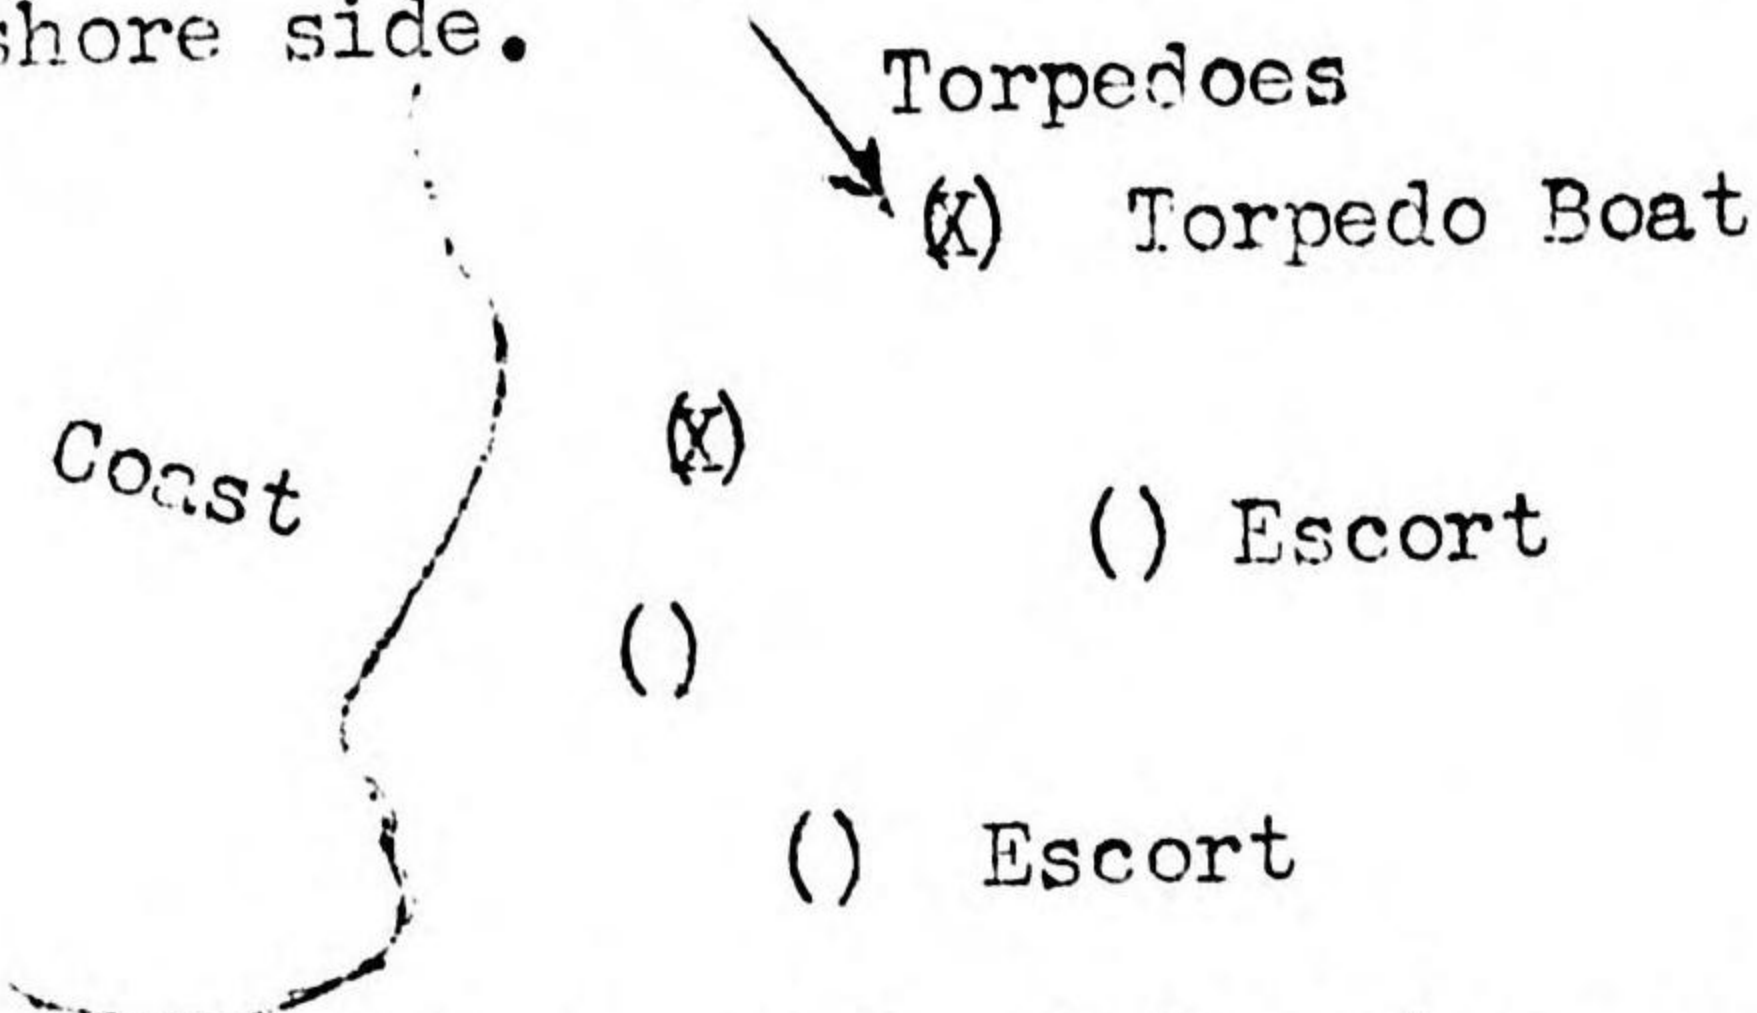 shore side.
Torpedoes
(X) Torpedo Boat
(X)
Coast
() Escort
()
() Escort